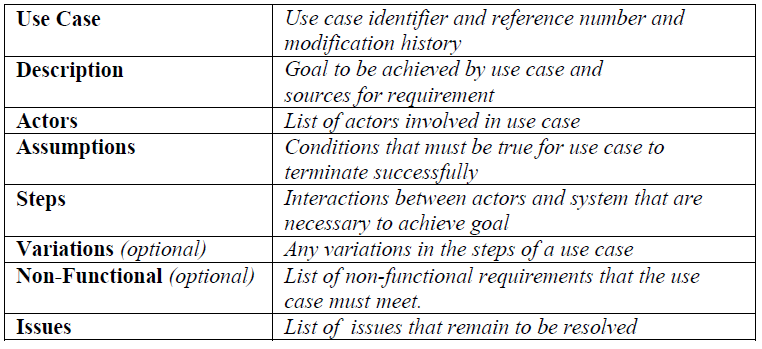 Use Case Use case identifier and reference number and
modification history
Description Goal to be achieved by use case and
sources for requirement
Actors List of actors involved in use case
Assumptions Conditions that must be true for use case to
terminate successfully
Steps Interactions between actors and system that are
necessary to achieve goal
Variations (optional) Any variations in the steps of a use case
Non-Functional (optional) List of non-functional requirements that the use
case must meet.
Issues List of issues that remain to be resolved